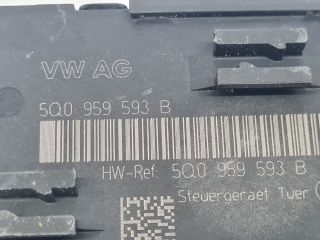 VW AG
5Q0 959 593 B
HW-Ref: 5Q0 959 593 B
Steuergeraet Tuer